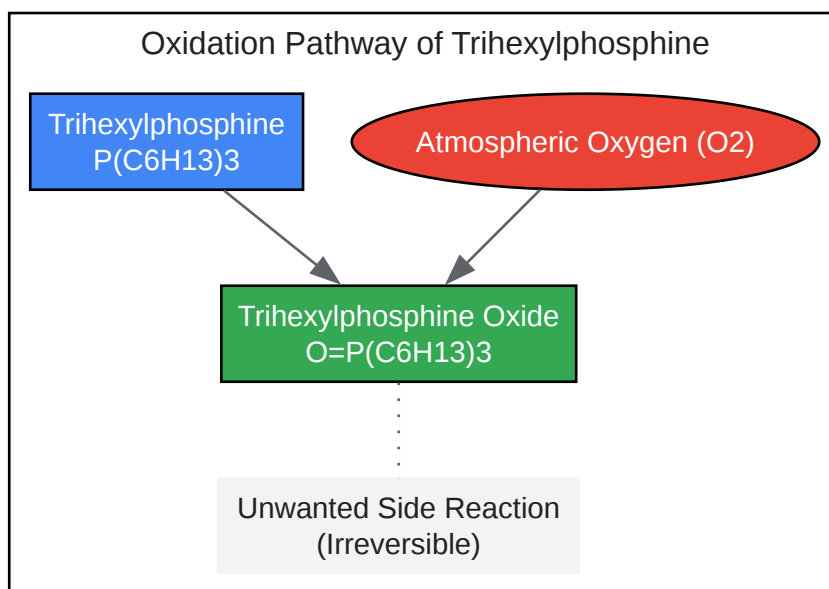 Oxidation Pathway of Trihexylphosphine
Trihexylphosphine
P(C6H13)3
Atmospheric Oxygen (O2)
Trihexylphosphine Oxide
O=P(C6H13)3
Unwanted Side Reaction
(Irreversible)